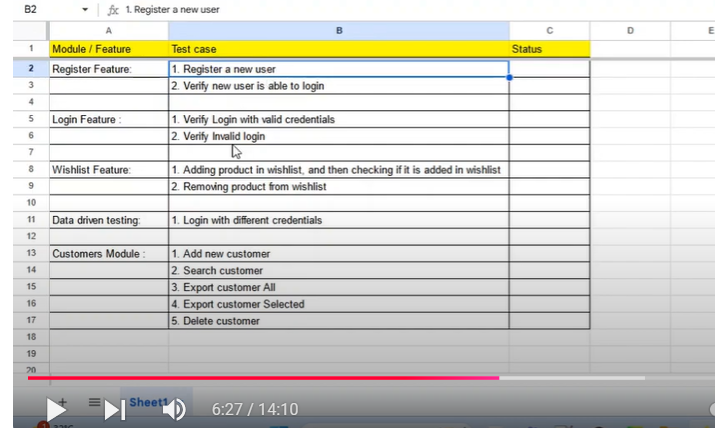 B2 fx 1. Register a new user
A B C D E
1 Module / Feature Test case Status
2 Register Feature: 1. Register a new user
3 2. Verify new user is able to login
4
5 Login Feature : 1. Verify Login with valid credentials
6 2. Verify Invalid login
7
8 Wishlist Feature: 1. Adding product in wishlist, and then checking if it is added in wishlist
9 2. Removing product from wishlist
10
11 Data driven testing: 1. Login with different credentials
12
13 Customers Module : 1. Add new customer
14 2. Search customer
15 3. Export customer All
16 4. Export customer Selected
17 5. Delete customer
18
19
20
Sheet1
6:27 / 14:10